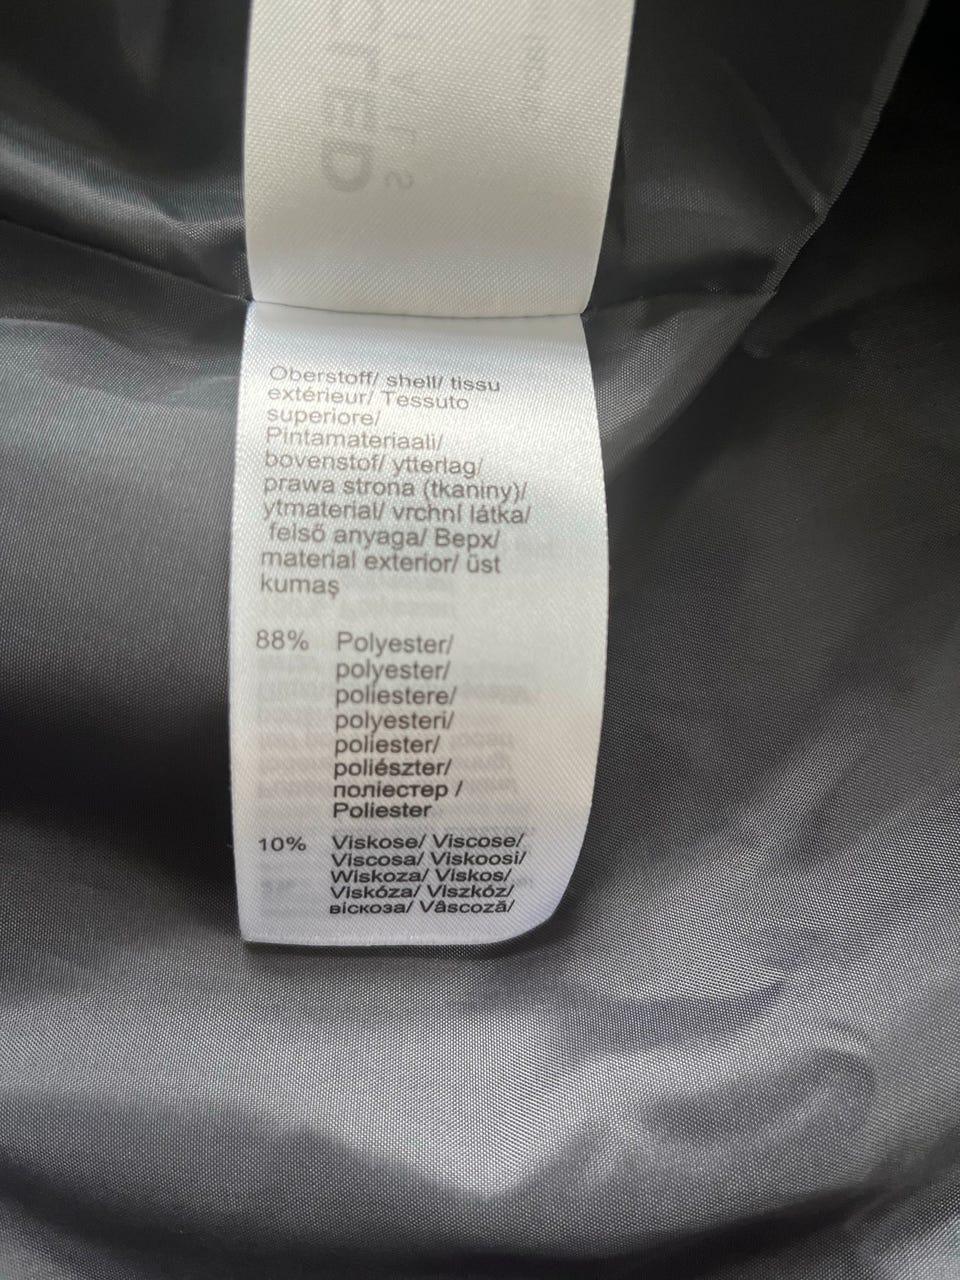 Oberstoff/ shell/ tissu
extérieur/ Tessuto
superiore/
Pintamateriaali/
bovenstof/ ytterlag/
prawa strona (tkaniny)/
ytmaterial/ vrchní látka/
felső anyaga/ Верх/
material exterior/ üst
kumaş
88% Polyester/
polyester/
poliestere/
polyesteri/
poliester/
poliészter/
поліестер /
Poliester
10% Viskose/ Viscose/
Viscosa/ Viskoosi/
Wiskoza/ Viskos/
Viskóza/ Viszkóz/
віскоза/ Vâscoză/